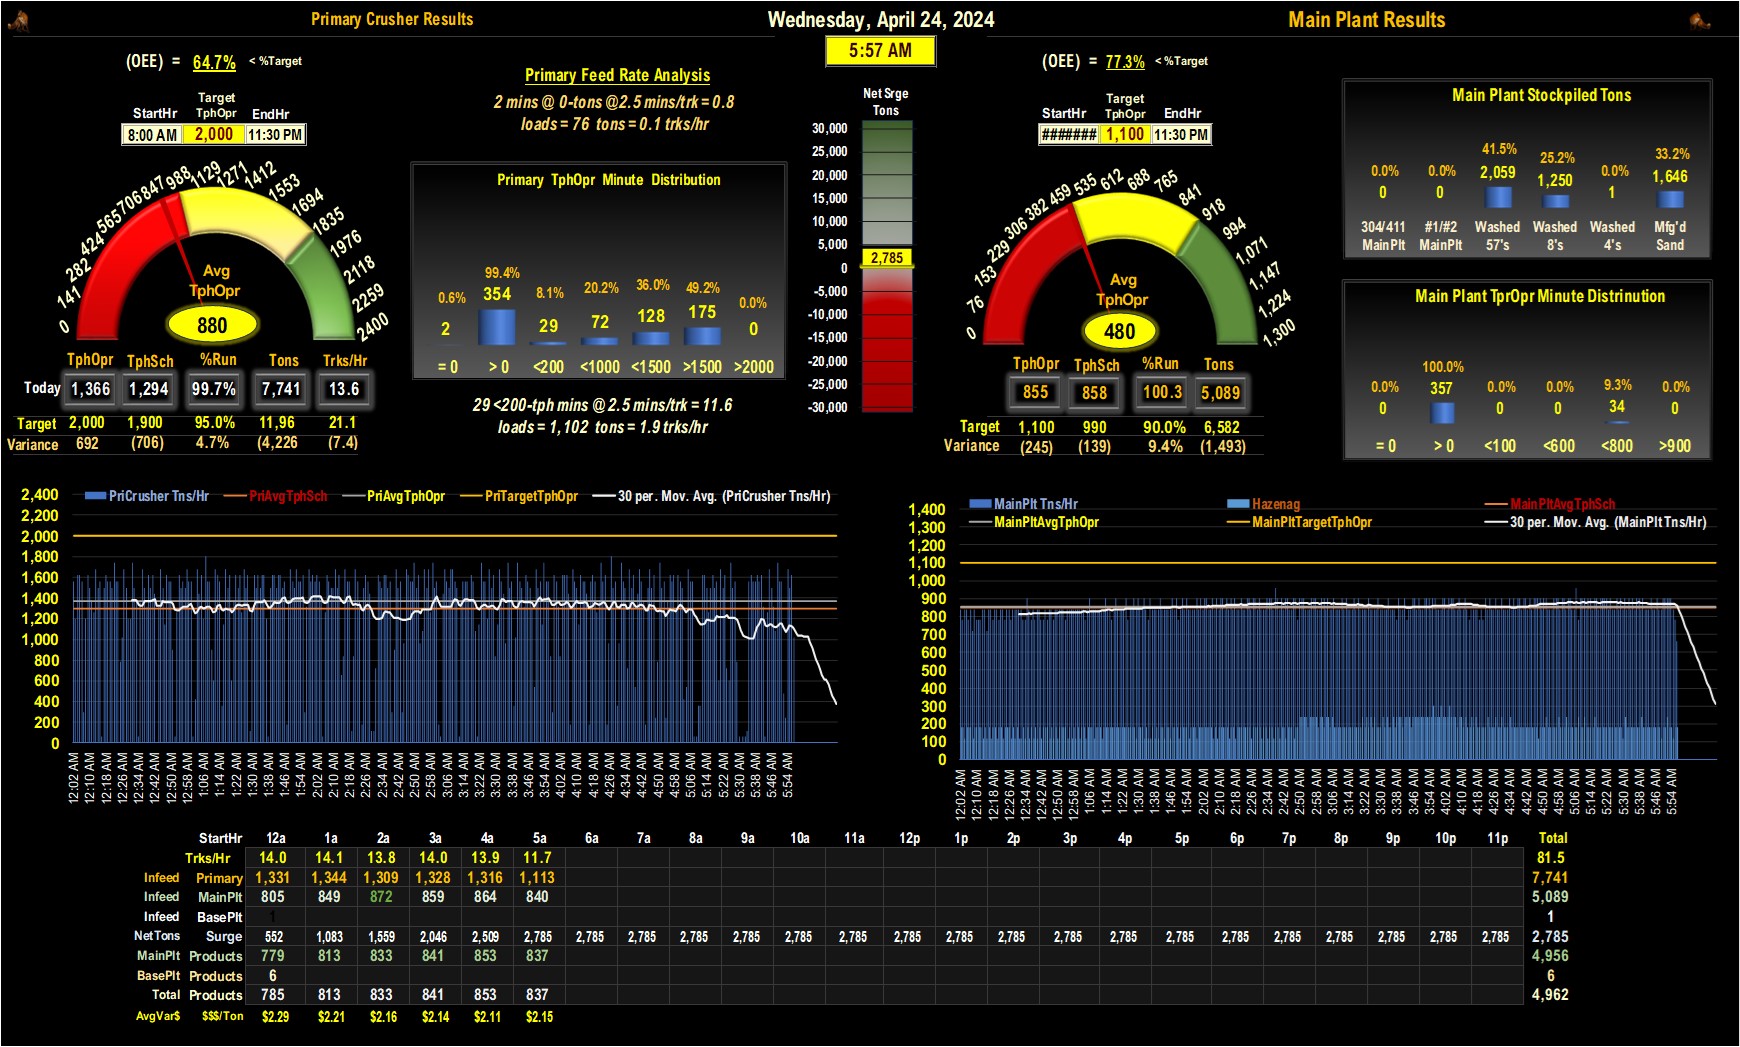 Primary Crusher Results
Wednesday, April 24, 2024
Main Plant Results
5:57 AM
(OEE) = 64.7% < %Target
StartHr Target TphOpr EndHr
8:00 AM 2,000 11:30 PM
0 141 282 424 565 706 847 988 1129 1271 1412 1553 1694 1835 1976 2118 2259 2400
Avg
TphOpr
880
TphOpr TphSch %Run Tons Trks/Hr
Today 1,366 1,294 99.7% 7,741 13.6
Target 2,000 1,900 95.0% 11,96 21.1
Variance 692 (706) 4.7% (4,226 (7.4)
Primary Feed Rate Analysis
2 mins @ 0-tons @2.5 mins/trk = 0.8
loads = 76 tons = 0.1 trks/hr
Primary TphOpr Minute Distribution
0.6% 99.4% 8.1% 20.2% 36.0% 49.2% 0.0%
2 354 29 72 128 175 0
= 0 > 0 <200 <1000 <1500 >1500 >2000
29 <200-tph mins @ 2.5 mins/trk = 11.6
loads = 1,102 tons = 1.9 trks/hr
Net Srge
Tons
30,000
25,000
20,000
15,000
10,000
5,000
2,785
0
-5,000
-10,000
-15,000
-20,000
-25,000
-30,000
(OEE) = 77.3% < %Target
StartHr Target TphOpr EndHr
####### 1,100 11:30 PM
0 76 153 229 306 382 459 535 612 688 765 841 918 994 1,071 1,147 1,224 1,300
Avg
TphOpr
480
TphOpr TphSch %Run Tons
855 858 100.3 5,089
Target 1,100 990 90.0% 6,582
Variance (245) (139) 9.4% (1,493)
Main Plant Stockpiled Tons
0.0% 0.0% 41.5% 25.2% 0.0% 33.2%
0 0 2,059 1,250 1 1,646
304/411 #1/#2 Washed Washed Washed Mfg'd
MainPlt MainPlt 57's 8's 4's Sand
Main Plant TprOpr Minute Distrinution
0.0% 100.0% 0.0% 0.0% 9.3% 0.0%
0 357 0 0 34 0
= 0 > 0 <100 <600 <800 >900
PriCrusher Tns/Hr PriAvgTphSch PriAvgTphOpr PriTargetTphOpr 30 per. Mov. Avg. (PriCrusher Tns/Hr)
2,400
2,200
2,000
1,800
1,600
1,400
1,200
1,000
800
600
400
200
0
12:02 AM 12:10 AM 12:18 AM 12:26 AM 12:34 AM 12:42 AM 12:50 AM 12:58 AM 1:06 AM 1:14 AM 1:22 AM 1:30 AM 1:38 AM 1:46 AM 1:54 AM 2:02 AM 2:10 AM 2:18 AM 2:26 AM 2:34 AM 2:42 AM 2:50 AM 2:58 AM 3:06 AM 3:14 AM 3:22 AM 3:30 AM 3:38 AM 3:46 AM 3:54 AM 4:02 AM 4:10 AM 4:18 AM 4:26 AM 4:34 AM 4:42 AM 4:50 AM 4:58 AM 5:06 AM 5:14 AM 5:22 AM 5:30 AM 5:38 AM 5:46 AM 5:54 AM
MainPlt Tns/Hr Hazenag MainPltAvgTphSch
MainPltAvgTphOpr MainPltTargetTphOpr 30 per. Mov. Avg. (MainPlt Tns/Hr)
1,400
1,300
1,200
1,100
1,000
900
800
700
600
500
400
300
200
100
0
12:02 AM 12:10 AM 12:18 AM 12:26 AM 12:34 AM 12:42 AM 12:50 AM 12:58 AM 1:06 AM 1:14 AM 1:22 AM 1:30 AM 1:38 AM 1:46 AM 1:54 AM 2:02 AM 2:10 AM 2:18 AM 2:26 AM 2:34 AM 2:42 AM 2:50 AM 2:58 AM 3:06 AM 3:14 AM 3:22 AM 3:30 AM 3:38 AM 3:46 AM 3:54 AM 4:02 AM 4:10 AM 4:18 AM 4:26 AM 4:34 AM 4:42 AM 4:50 AM 4:58 AM 5:06 AM 5:14 AM 5:22 AM 5:30 AM 5:38 AM 5:46 AM 5:54 AM
StartHr 12a 1a 2a 3a 4a 5a 6a 7a 8a 9a 10a 11a 12p 1p 2p 3p 4p 5p 6p 7p 8p 9p 10p 11p Total
Trks/Hr 14.0 14.1 13.8 14.0 13.9 11.7 81.5
Infeed Primary 1,331 1,344 1,309 1,328 1,316 1,113 7,741
Infeed MainPlt 805 849 872 859 864 840 5,089
Infeed BasePlt 1 1
NetTons Surge 552 1,083 1,559 2,046 2,509 2,785 2,785 2,785 2,785 2,785 2,785 2,785 2,785 2,785 2,785 2,785 2,785 2,785 2,785 2,785 2,785 2,785 2,785 2,785 2,785
MainPlt Products 779 813 833 841 853 837 4,956
BasePlt Products 6 6
Total Products 785 813 833 841 853 837 4,962
AvgVar$ $$$/Ton $2.29 $2.21 $2.16 $2.14 $2.11 $2.15